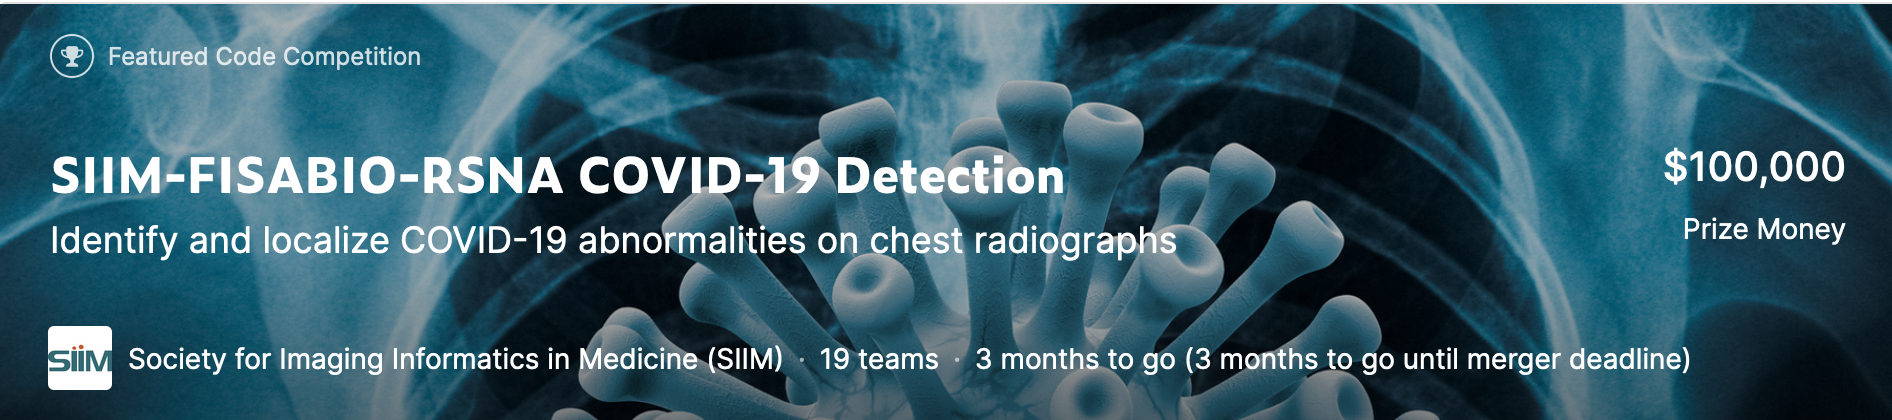 Featured Code Competition
SIIM-FISABIO-RSNA COVID-19 Detection
$100,000
Identify and localize COVID-19 abnormalities on chest radiographs
Prize Money
SIIM
Society for Imaging Informatics in Medicine (SIIM) · 19 teams · 3 months to go (3 months to go until merger deadline)